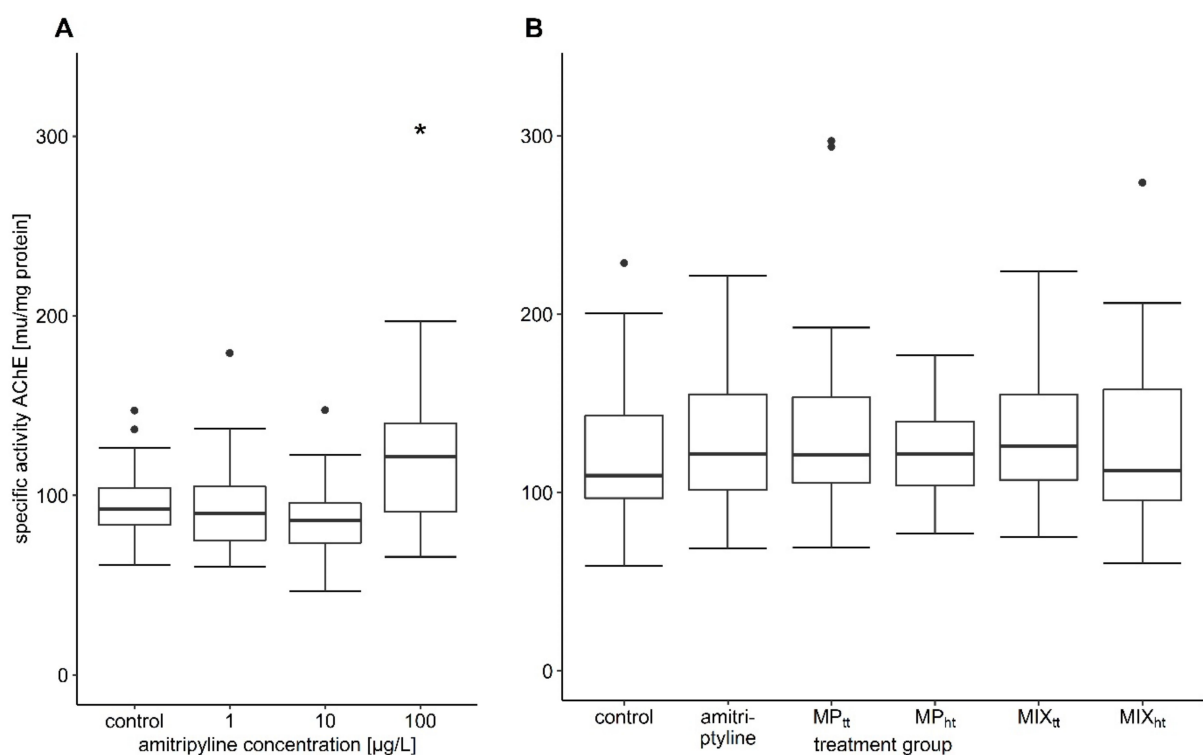 A
B
specific activity AChE [mu/mg protein]
300
200
100
0
control 1 10 100
amitripyline concentration [µg/L]
*
300
200
100
0
control amitri- MPtt MPht MIXtt MIXht
ptyline
treatment group